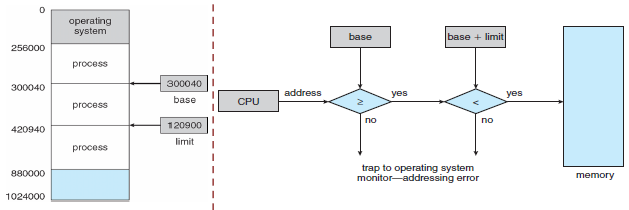 0
operating
system
256000
process
300040
300040
base
process
420940
120900
limit
process
880000
1024000
base
base + limit
CPU
address
≥
yes
<
yes
no
no
trap to operating system
monitor—addressing error
memory